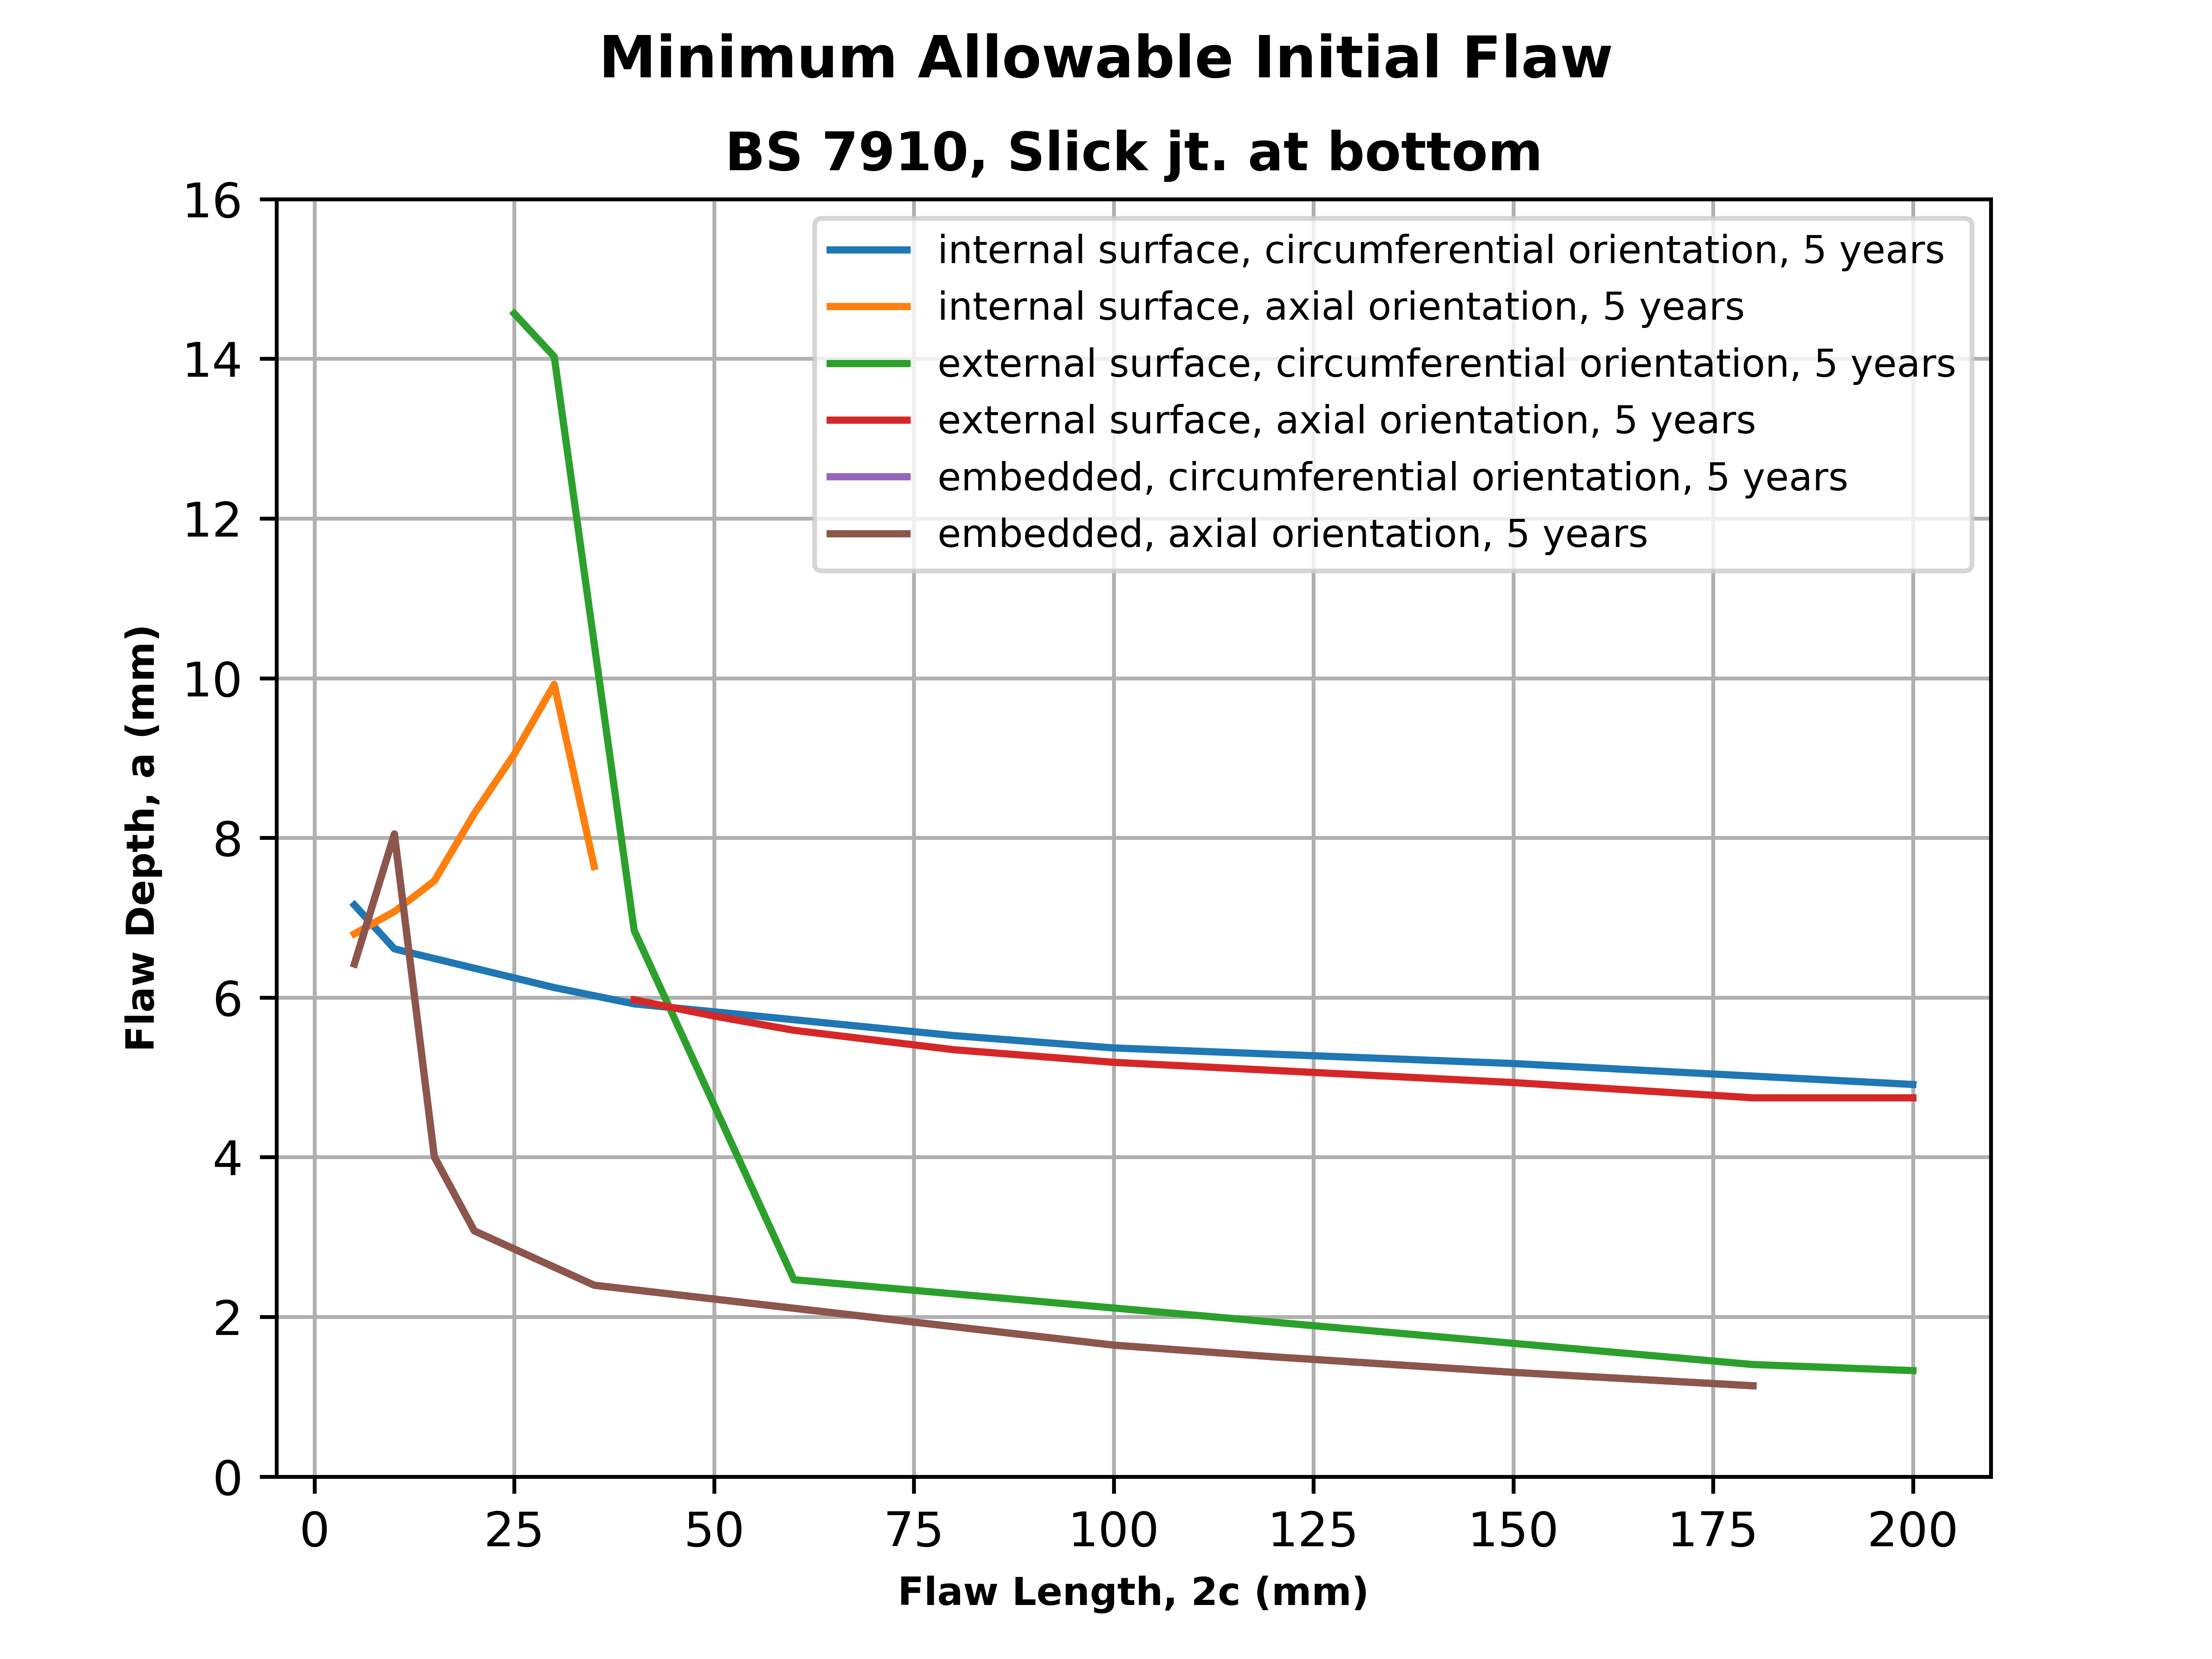 Minimum Allowable Initial Flaw
BS 7910, Slick jt. at bottom
internal surface, circumferential orientation, 5 years
internal surface, axial orientation, 5 years
external surface, circumferential orientation, 5 years
external surface, axial orientation, 5 years
embedded, circumferential orientation, 5 years
embedded, axial orientation, 5 years
Flaw Depth, a (mm)
16
14
12
10
8
6
4
2
0
0 25 50 75 100 125 150 175 200
Flaw Length, 2c (mm)